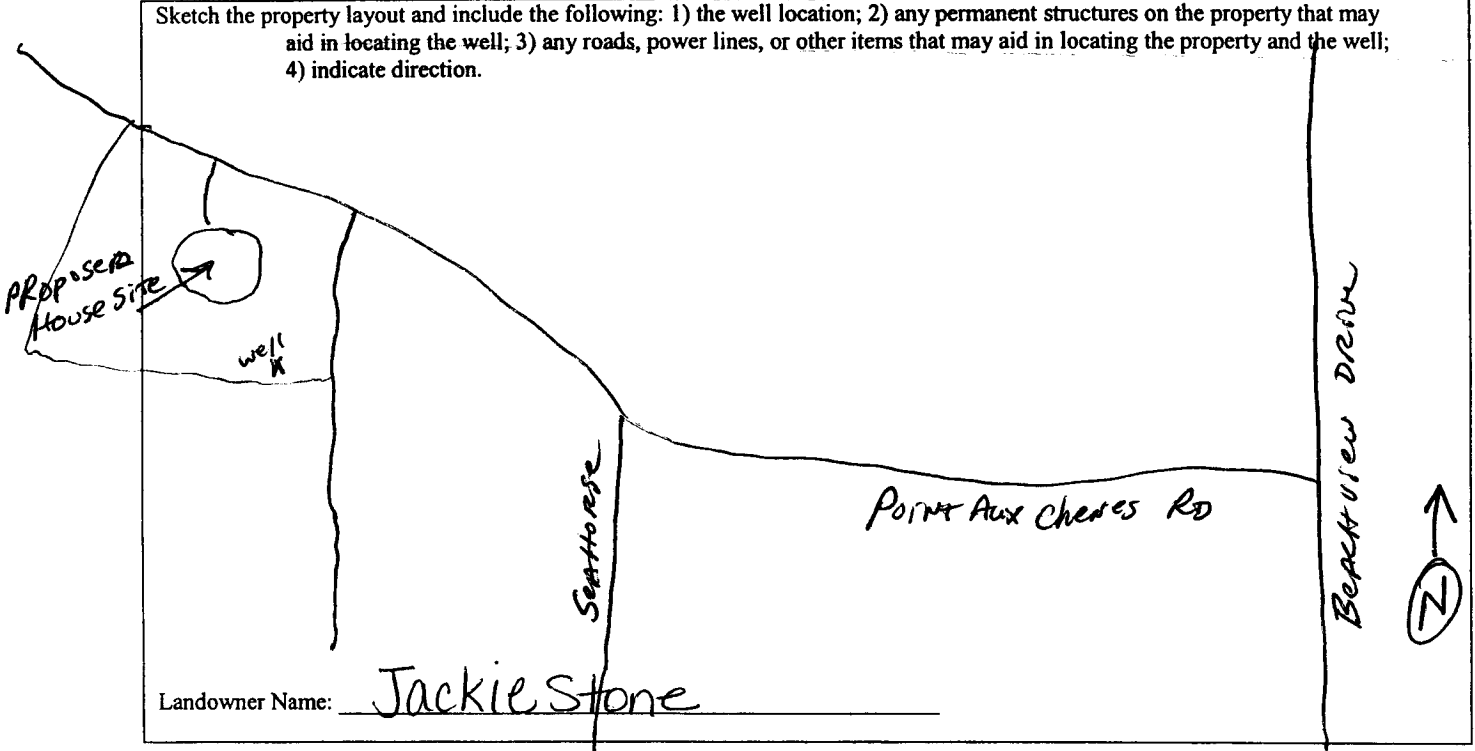 Sketch the property layout and include the following: 1) the well location; 2) any permanent structures on the property that may
aid in locating the well; 3) any roads, power lines, or other items that may aid in locating the property and the well;
4) indicate direction.
PROPOSED
House Site
well
SEAHORSE
POINT AUX Chenes RD
BEACHVIEW DRIVE
N
Landowner Name: Jackie Stone